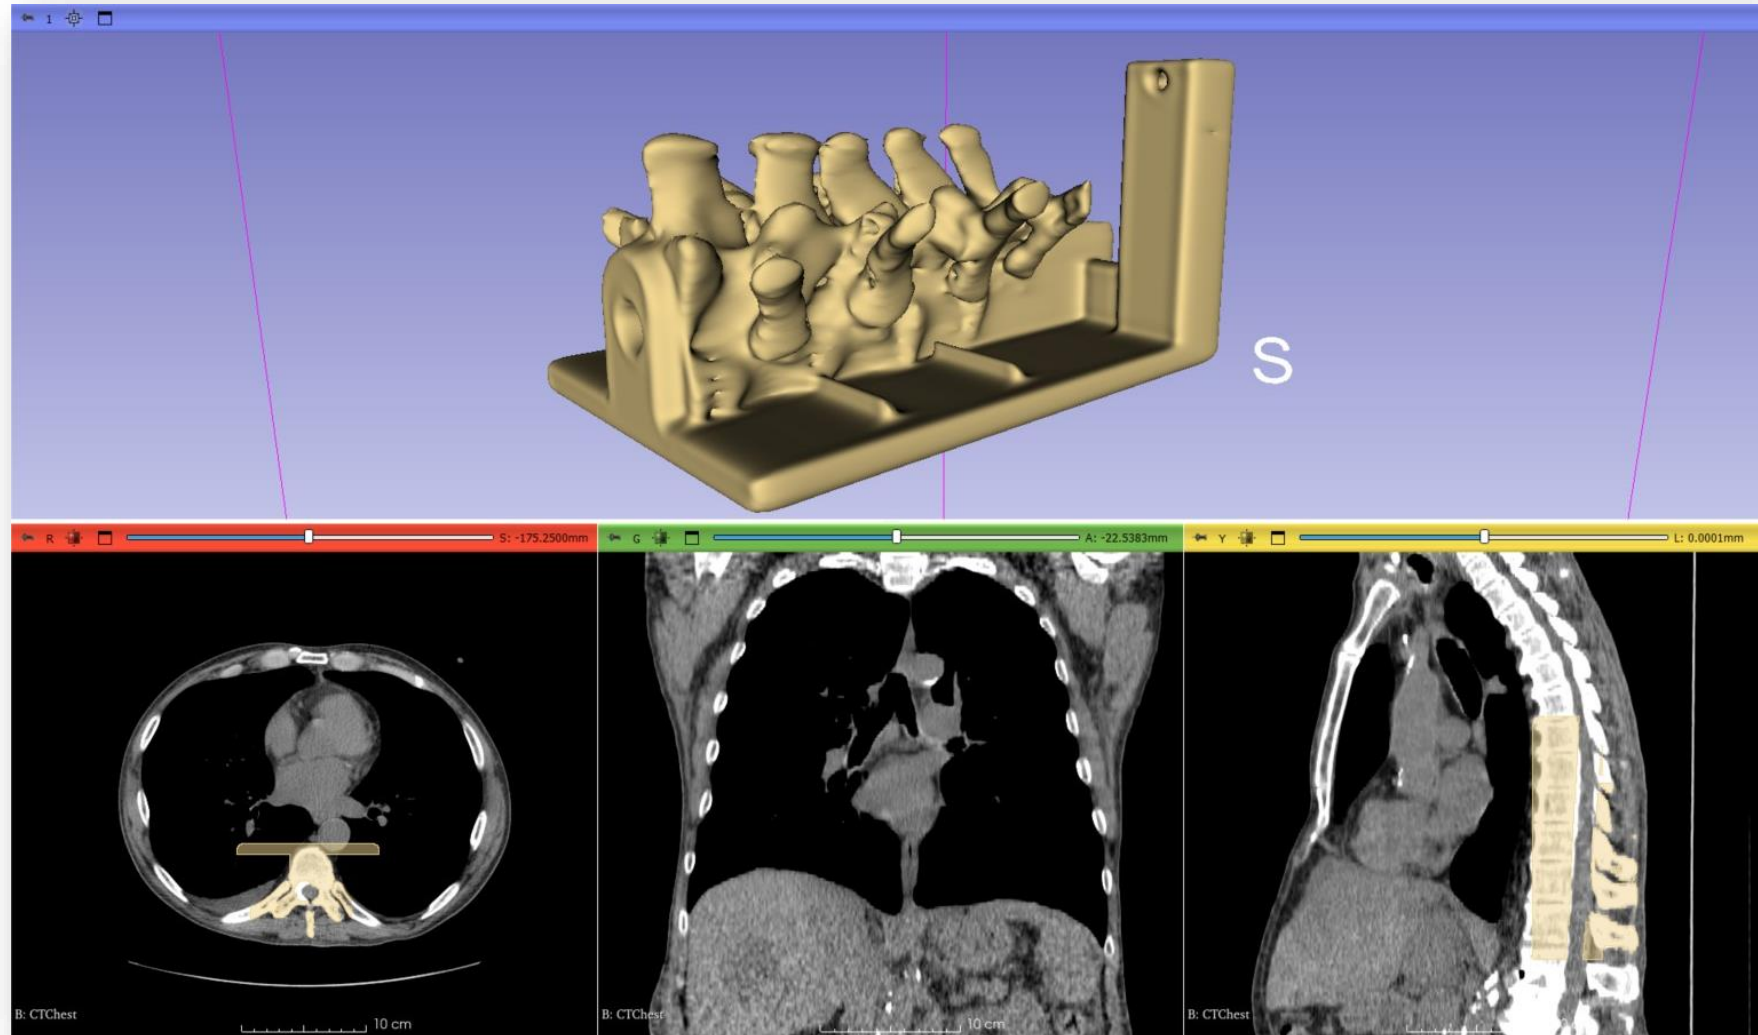 1
S
R S: -175.2500mm
G A: -22.5383mm
Y L: 0.0001mm
B: CTChest
10 cm
B: CTChest
10 cm
B: CTChest